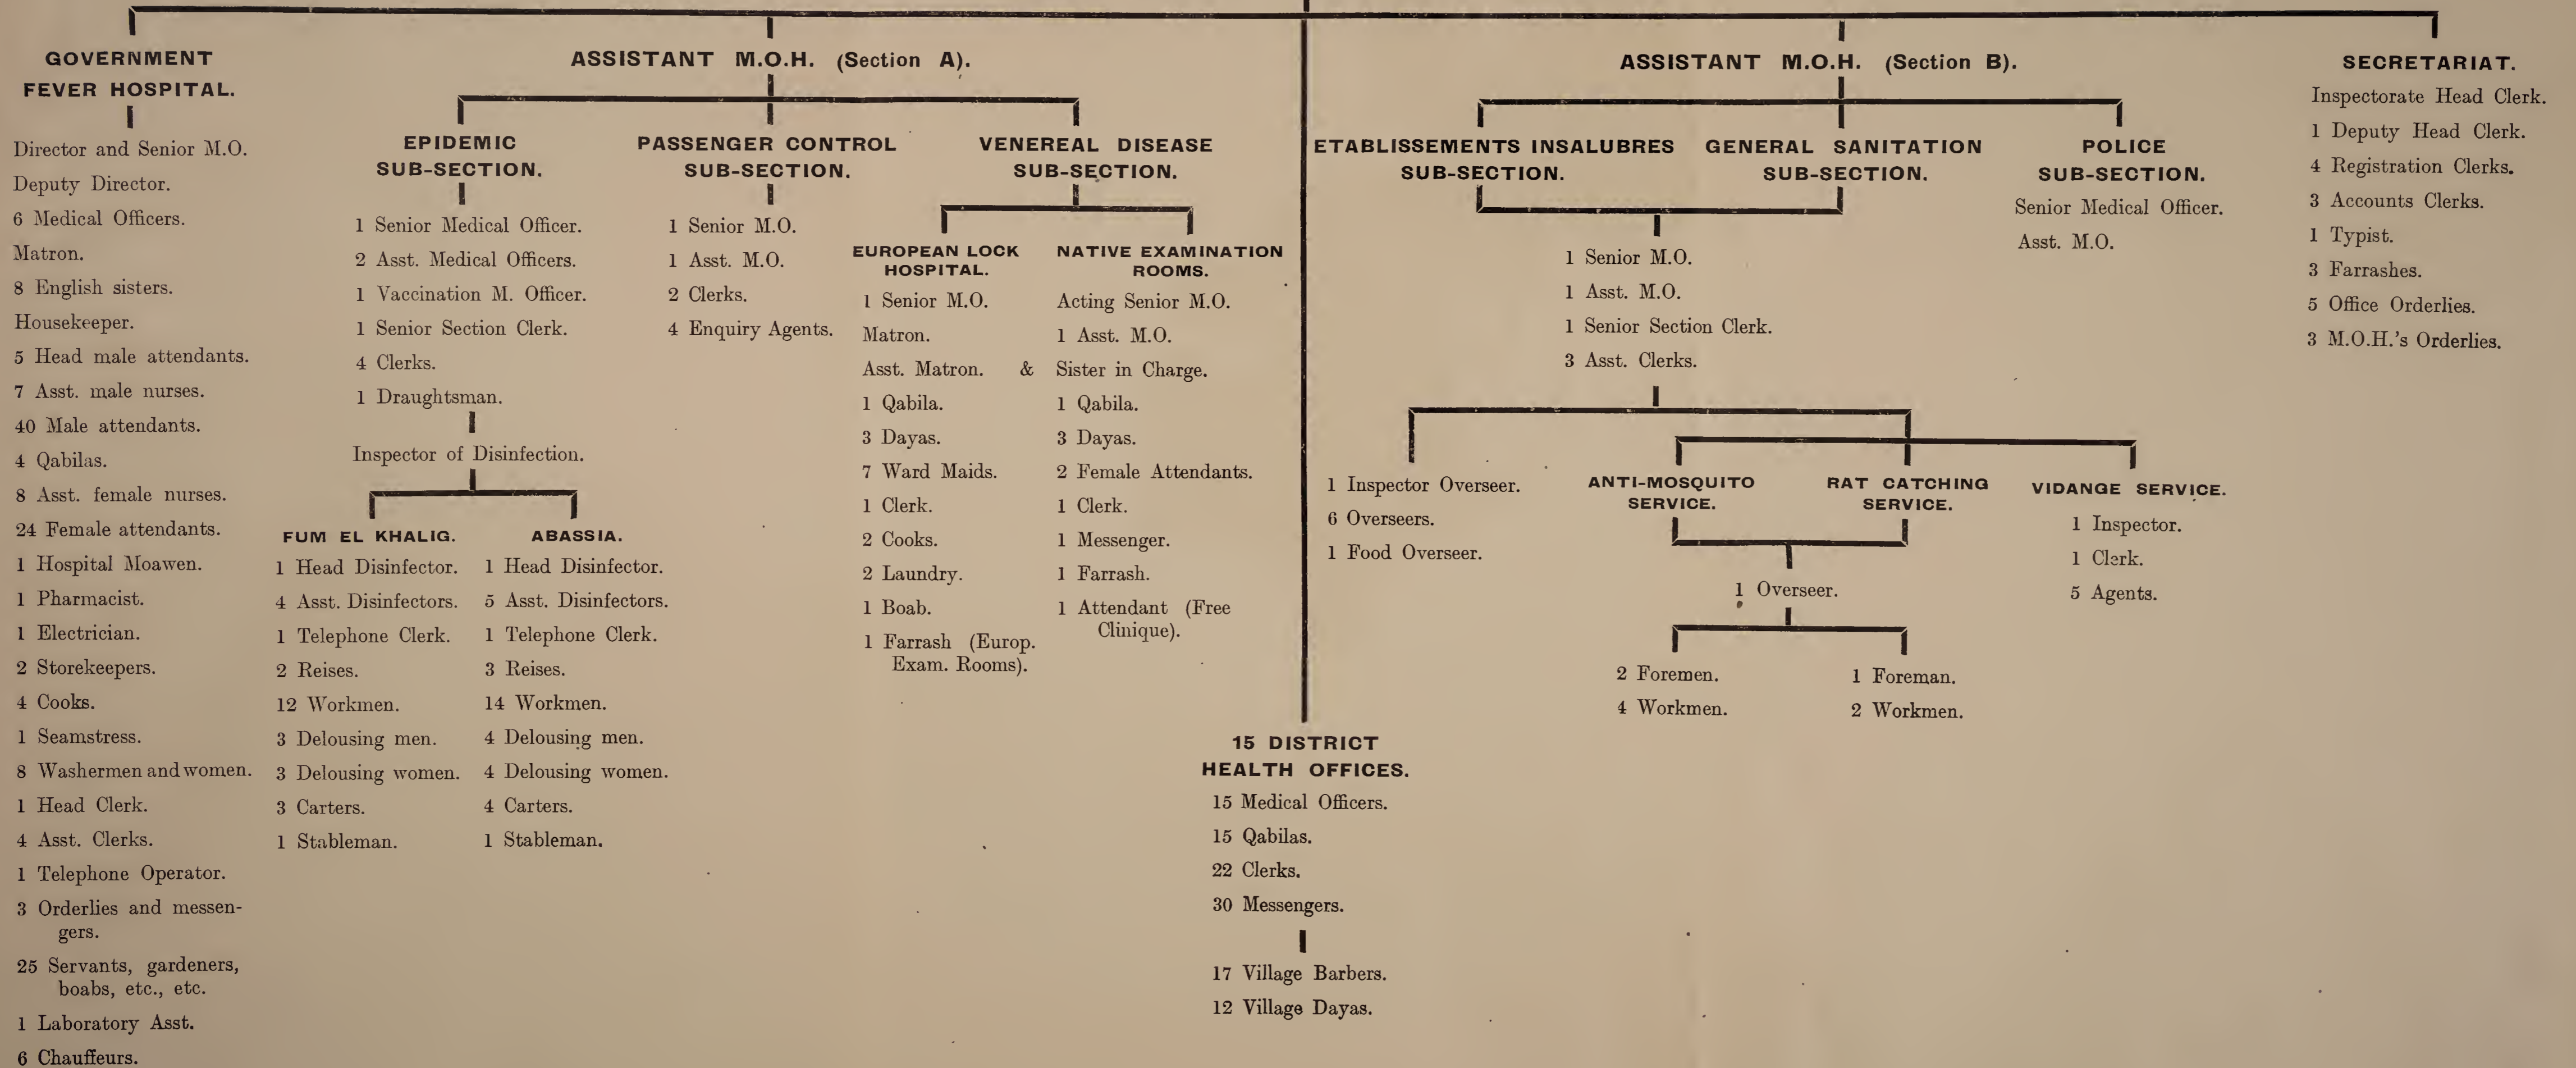 GOVERNMENT
FEVER HOSPITAL.
Director and Senior M.O.
Deputy Director.
6 Medical Officers.
Matron.
8 English sisters.
Housekeeper.
5 Head male attendants.
7 Asst. male nurses.
40 Male attendants.
4 Qabilas.
8 Asst. female nurses.
24 Female attendants.
1 Hospital Moawen.
1 Pharmacist.
1 Electrician.
2 Storekeepers.
4 Cooks.
1 Seamstress.
8 Washermen and women.
1 Head Clerk.
4 Asst. Clerks.
1 Telephone Operator.
3 Orderlies and messen-
gers.
25 Servants, gardeners,
boabs, etc., etc.
1 Laboratory Asst.
6 Chauffeurs.
ASSISTANT M.O.H. (Section A).
EPIDEMIC
SUB-SECTION.
1 Senior Medical Officer.
2 Asst. Medical Officers.
1 Vaccination M. Officer.
1 Senior Section Clerk.
4 Clerks.
1 Draughtsman.
Inspector of Disinfection.
FUM EL KHALIG.
1 Head Disinfector.
4 Asst. Disinfectors.
1 Telephone Clerk.
2 Reises.
12 Workmen.
3 Delousing men.
3 Delousing women.
3 Carters.
1 Stableman.
ABASSIA.
1 Head Disinfector.
5 Asst. Disinfectors.
1 Telephone Clerk.
3 Reises.
14 Workmen.
4 Delousing men.
4 Delousing women.
4 Carters.
1 Stableman.
PASSENGER CONTROL
SUB-SECTION.
1 Senior M.O.
1 Asst. M.O.
2 Clerks.
4 Enquiry Agents.
VENEREAL DISEASE
SUB-SECTION.
EUROPEAN LOCK
HOSPITAL.
1 Senior M.O.
Matron.
Asst. Matron. &
1 Qabila.
3 Dayas.
7 Ward Maids.
1 Clerk.
2 Cooks.
2 Laundry.
1 Boab.
1 Farrash (Europ.
Exam. Rooms).
NATIVE EXAMINATION
ROOMS.
Acting Senior M.O.
1 Asst. M.O.
Sister in Charge.
1 Qabila.
3 Dayas.
2 Female Attendants.
1 Clerk.
1 Messenger.
1 Farrash.
1 Attendant (Free
Clinique).
15 DISTRICT
HEALTH OFFICES.
15 Medical Officers.
15 Qabilas.
22 Clerks.
30 Messengers.
17 Village Barbers.
12 Village Dayas.
ASSISTANT M.O.H. (Section B).
ETABLISSEMENTS INSALUBRES
SUB-SECTION.
GENERAL SANITATION
SUB-SECTION.
1 Senior M.O.
1 Asst. M.O.
1 Senior Section Clerk.
3 Asst. Clerks.
1 Inspector Overseer.
6 Overseers.
1 Food Overseer.
ANTI-MOSQUITO
SERVICE.
RAT CATCHING
SERVICE.
1 Overseer.
2 Foremen.
4 Workmen.
1 Foreman.
2 Workmen.
VIDANGE SERVICE.
1 Inspector.
1 Clerk.
5 Agents.
POLICE
SUB-SECTION.
Senior Medical Officer.
Asst. M.O.
SECRETARIAT.
Inspectorate Head Clerk.
1 Deputy Head Clerk.
4 Registration Clerks.
3 Accounts Clerks.
1 Typist.
3 Farrashes.
5 Office Orderlies.
3 M.O.H.'s Orderlies.